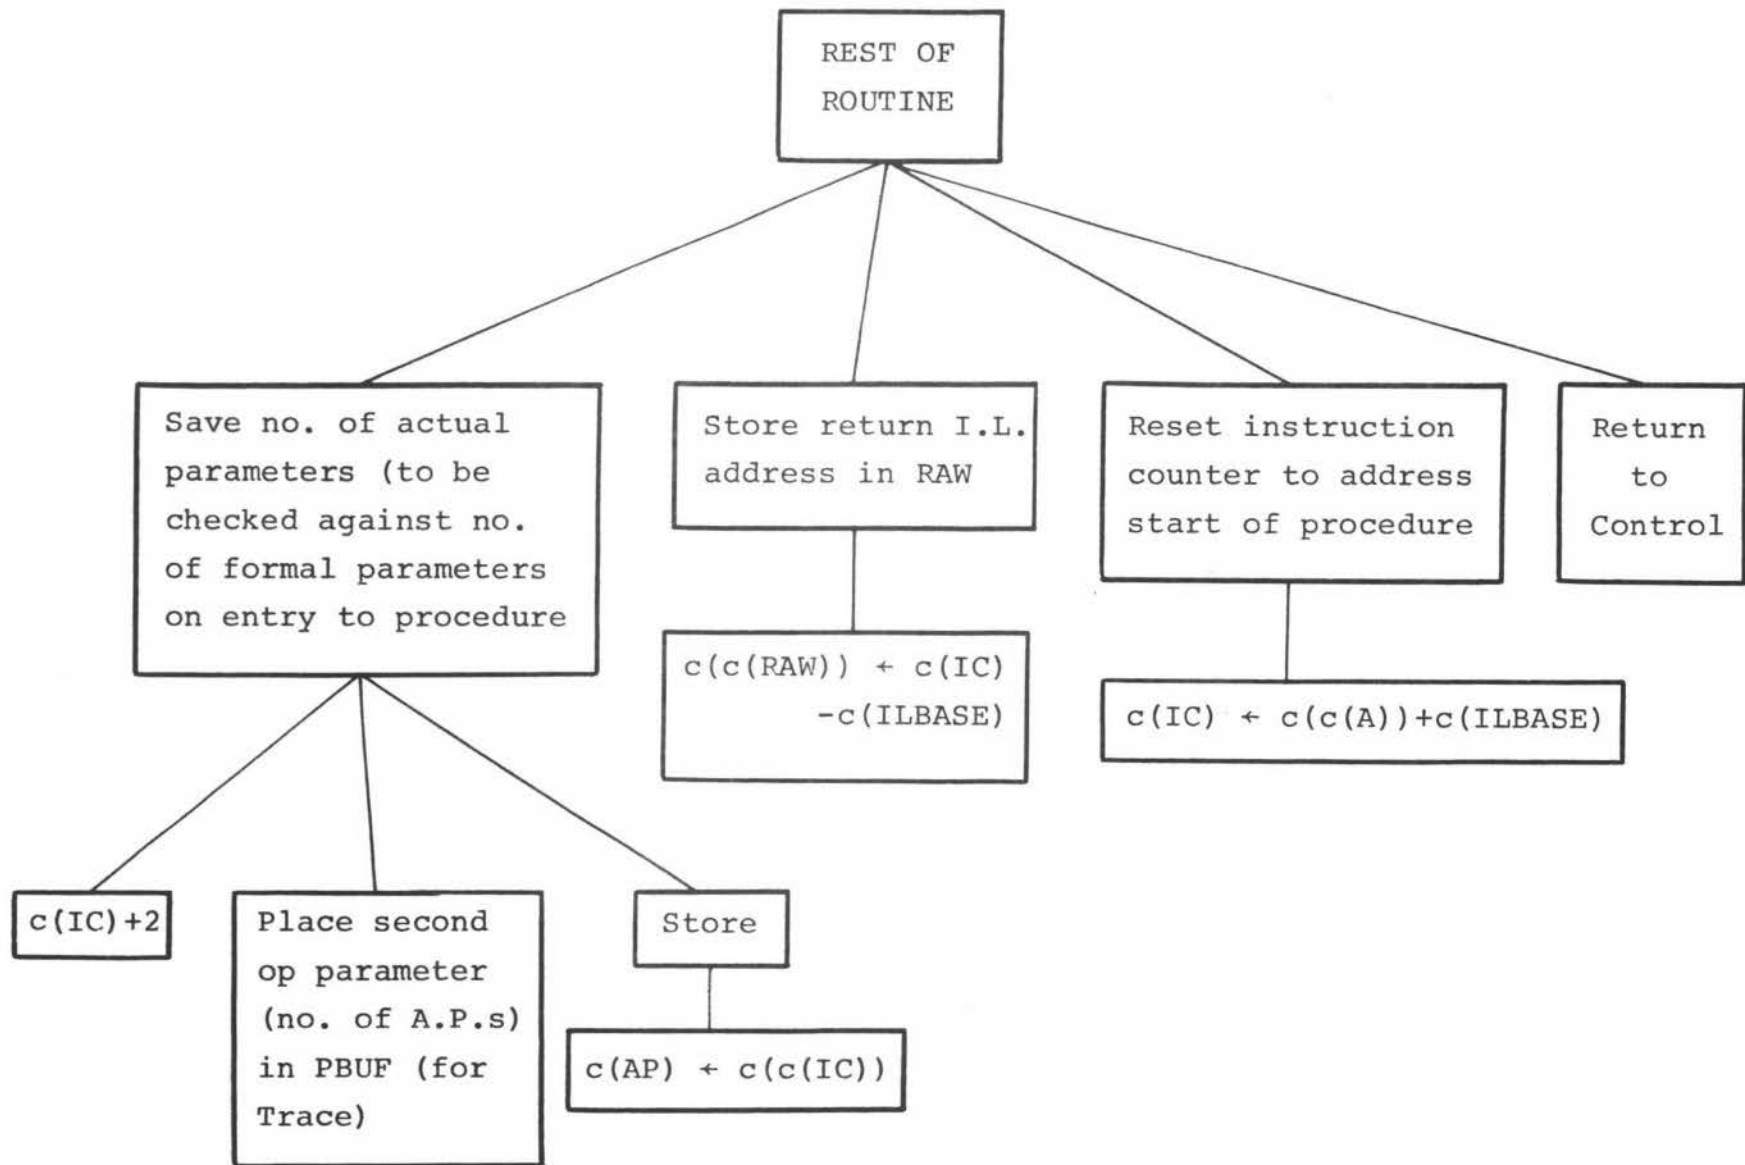 REST OF
ROUTINE
Save no. of actual
parameters (to be
checked against no.
of formal parameters
on entry to procedure
Store return I.L.
address in RAW
Reset instruction
counter to address
start of procedure
Return
to
Control
c(c(RAW)) ← c(IC)
-c(ILBASE)
c(IC) ← c(c(A))+c(ILBASE)
c(IC)+2
Place second
op parameter
(no. of A.P.s)
in PBUF (for
Trace)
Store
c(AP) ← c(c(IC))